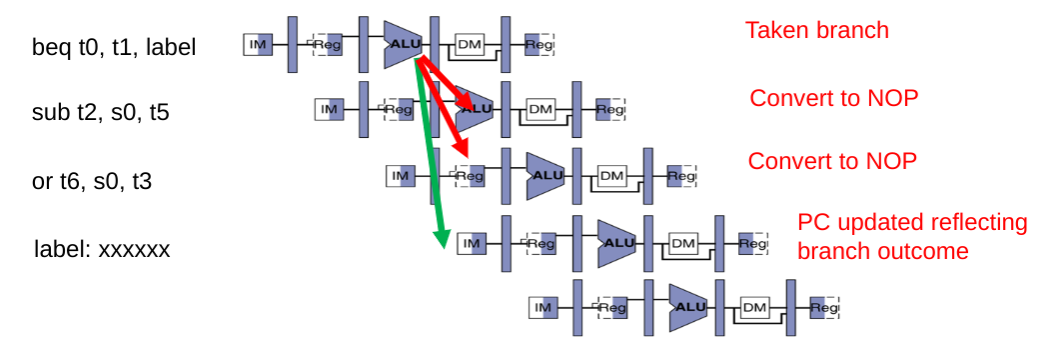 beq t0, t1, label
IM Reg ALU DM Reg
Taken branch
sub t2, s0, t5
IM Reg ALU DM Reg
Convert to NOP
or t6, s0, t3
IM Reg ALU DM Reg
Convert to NOP
label: xxxxxx
IM Reg ALU DM Reg
PC updated reflecting
branch outcome
IM Reg ALU DM Reg